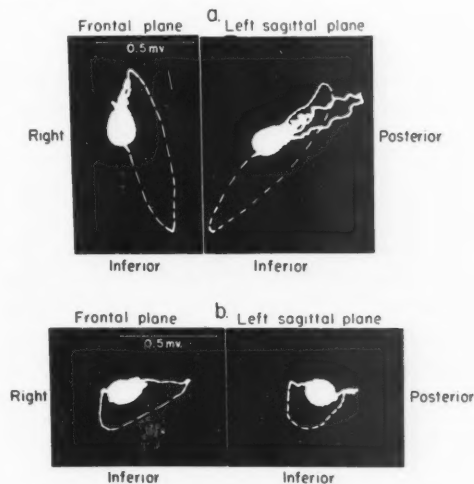 a.
Frontal plane Left sagittal plane
0.5 mv
Right Posterior
Inferior Inferior
b.
Frontal plane Left sagittal plane
0.5 mv.
Right Posterior
Inferior Inferior